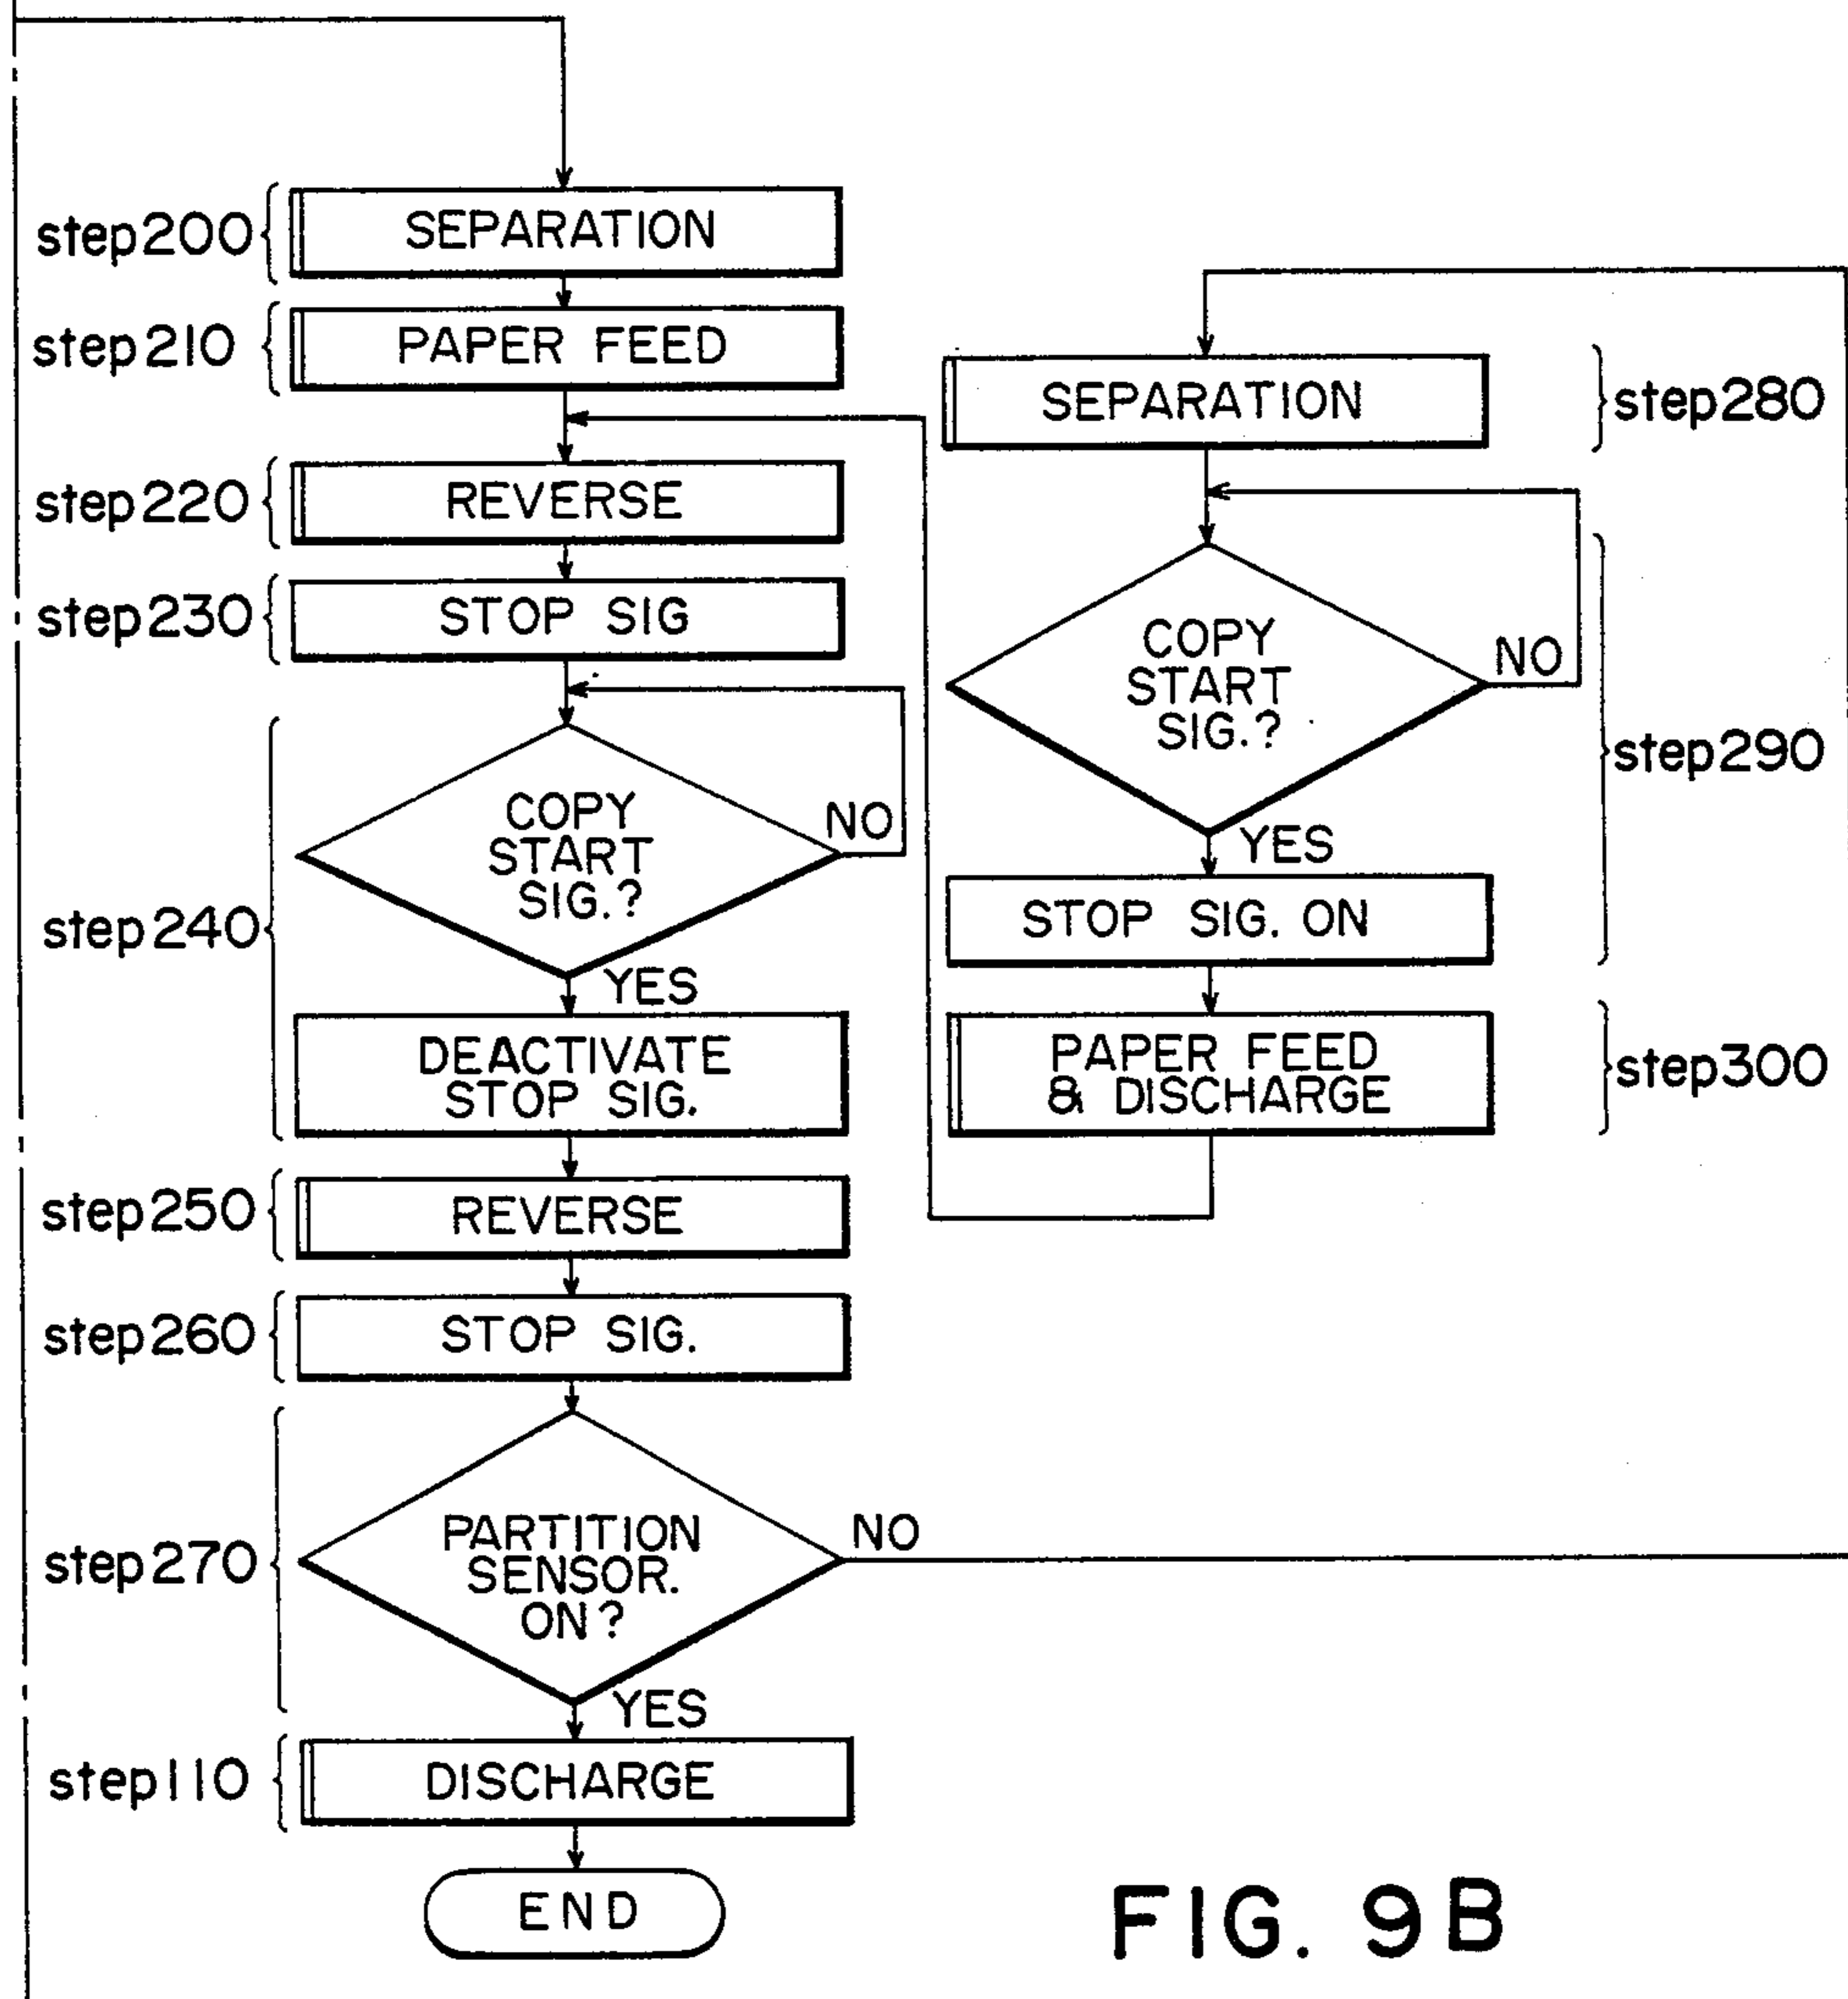 step200
SEPARATION
step210
PAPER FEED
step220
REVERSE
step230
STOP SIG
step240
COPY
START
SIG.?
NO
YES
DEACTIVATE
STOP SIG.
step250
REVERSE
step260
STOP SIG.
step270
PARTITION
SENSOR.
ON?
NO
YES
step110
DISCHARGE
END
SEPARATION
step280
COPY
START
SIG.?
NO
step290
YES
STOP SIG. ON
PAPER FEED
& DISCHARGE
step300
FIG. 9B